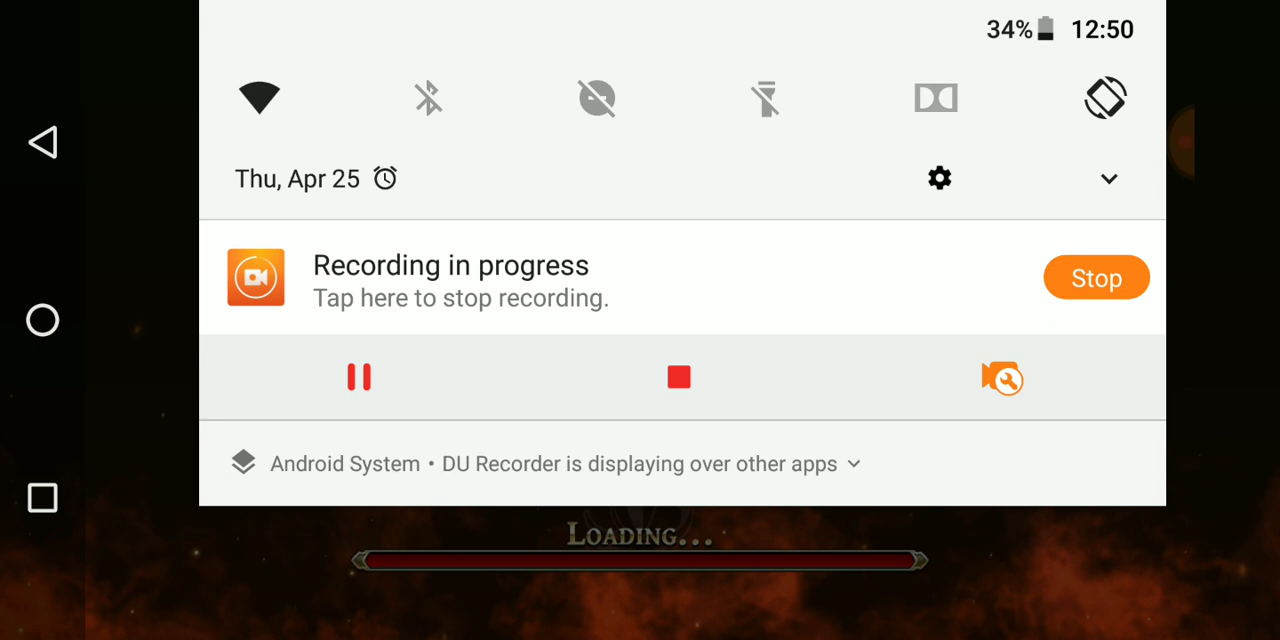 34% 12:50
Thu, Apr 25
Recording in progress
Tap here to stop recording.
Stop
Android System • DU Recorder is displaying over other apps
LOADING...